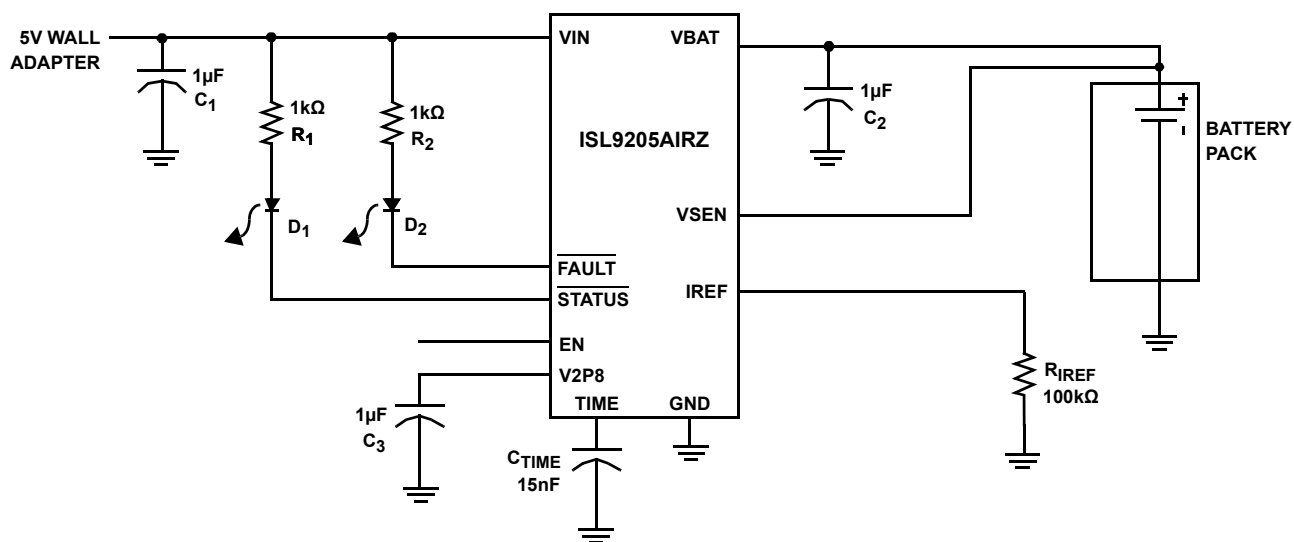 5V WALL
ADAPTER
1µF
C1
1kΩ
R1
1kΩ
R2
D1
D2
VIN
VBAT
ISL9205AIRZ
VSEN
FAULT
STATUS
IREF
EN
V2P8
TIME
GND
1µF
C2
+
-
BATTERY
PACK
RIREF
100kΩ
1µF
C3
CTIME
15nF